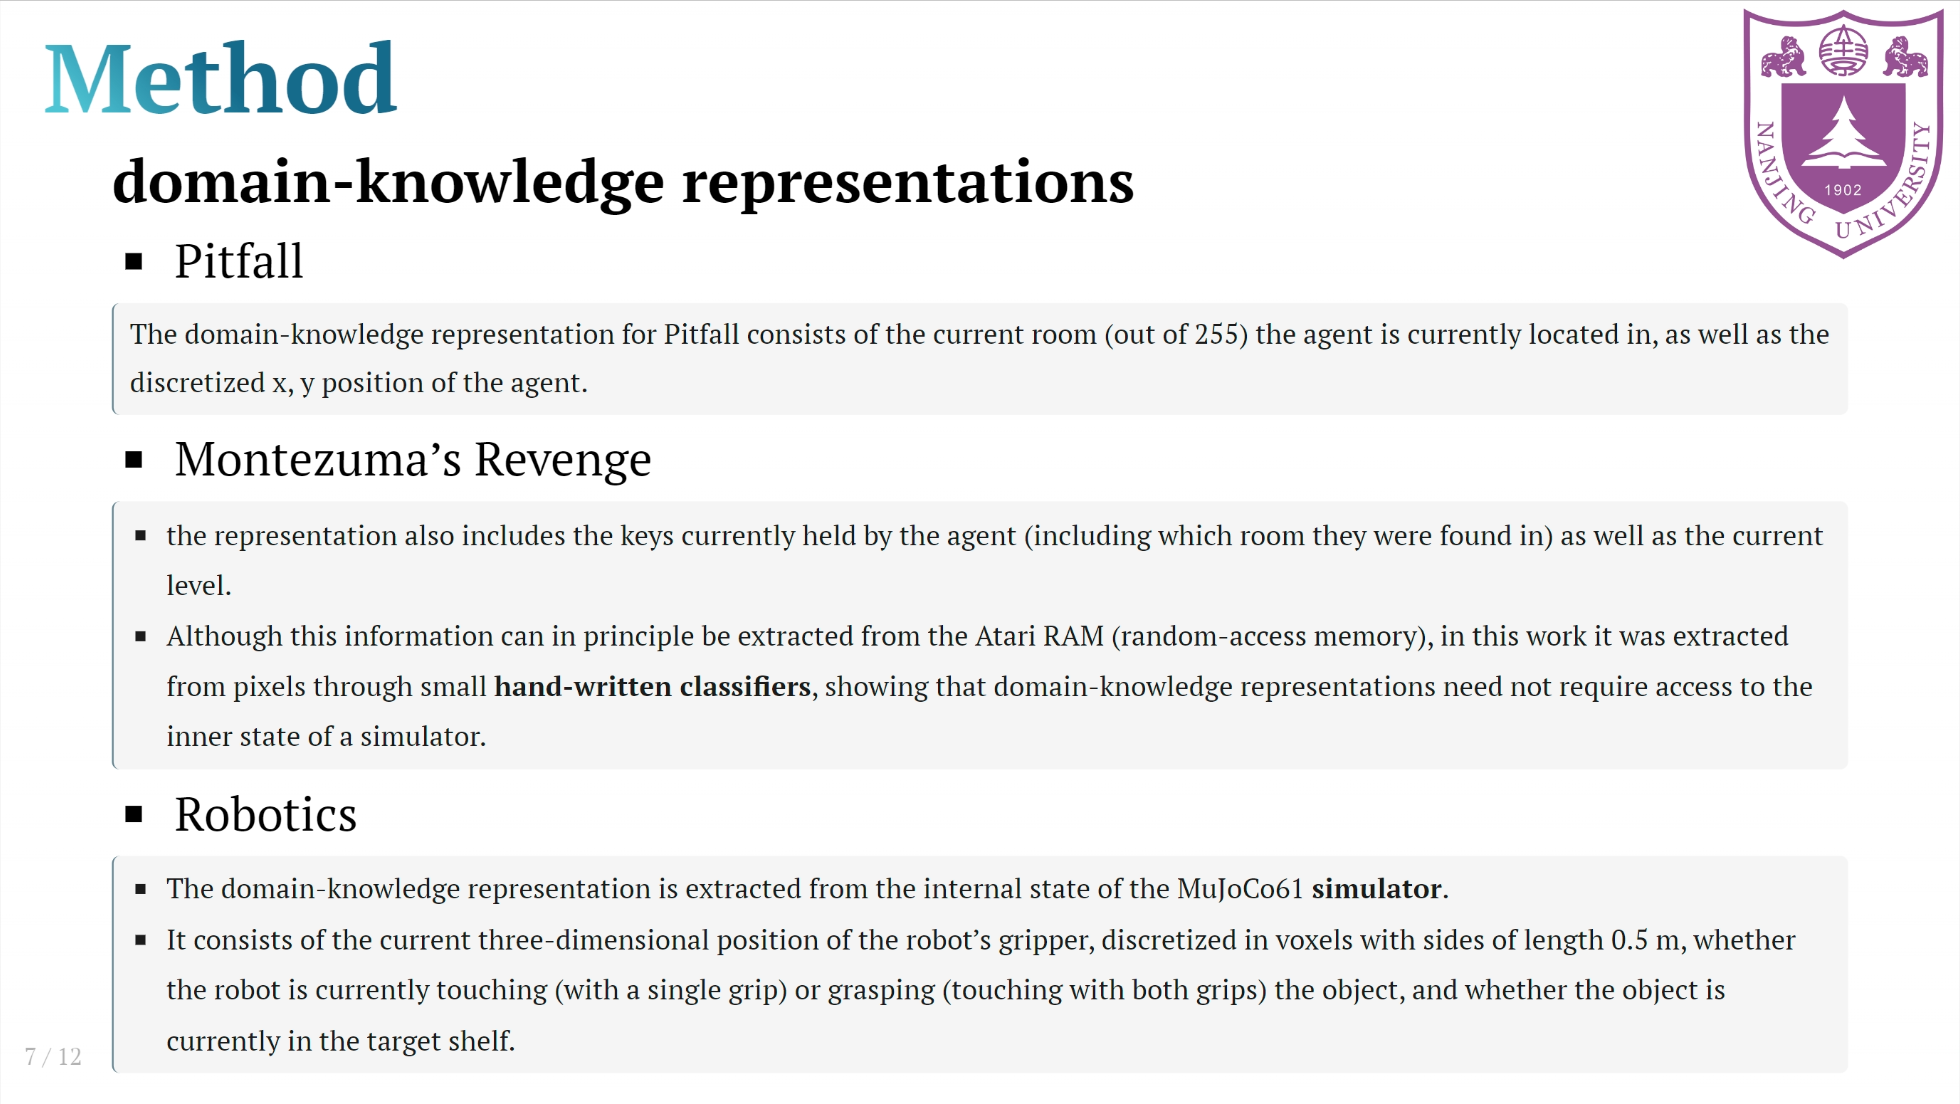 Method
domain-knowledge representations
▪ Pitfall
The domain-knowledge representation for Pitfall consists of the current room (out of 255) the agent is currently located in, as well as the
discretized x, y position of the agent.
▪ Montezuma’s Revenge
▪ the representation also includes the keys currently held by the agent (including which room they were found in) as well as the current
level.
▪ Although this information can in principle be extracted from the Atari RAM (random-access memory), in this work it was extracted
from pixels through small hand-written classifiers, showing that domain-knowledge representations need not require access to the
inner state of a simulator.
▪ Robotics
▪ The domain-knowledge representation is extracted from the internal state of the MuJoCo61 simulator.
▪ It consists of the current three-dimensional position of the robot’s gripper, discretized in voxels with sides of length 0.5 m, whether
the robot is currently touching (with a single grip) or grasping (touching with both grips) the object, and whether the object is
currently in the target shelf.
7 / 12
1902
NANJING UNIVERSITY